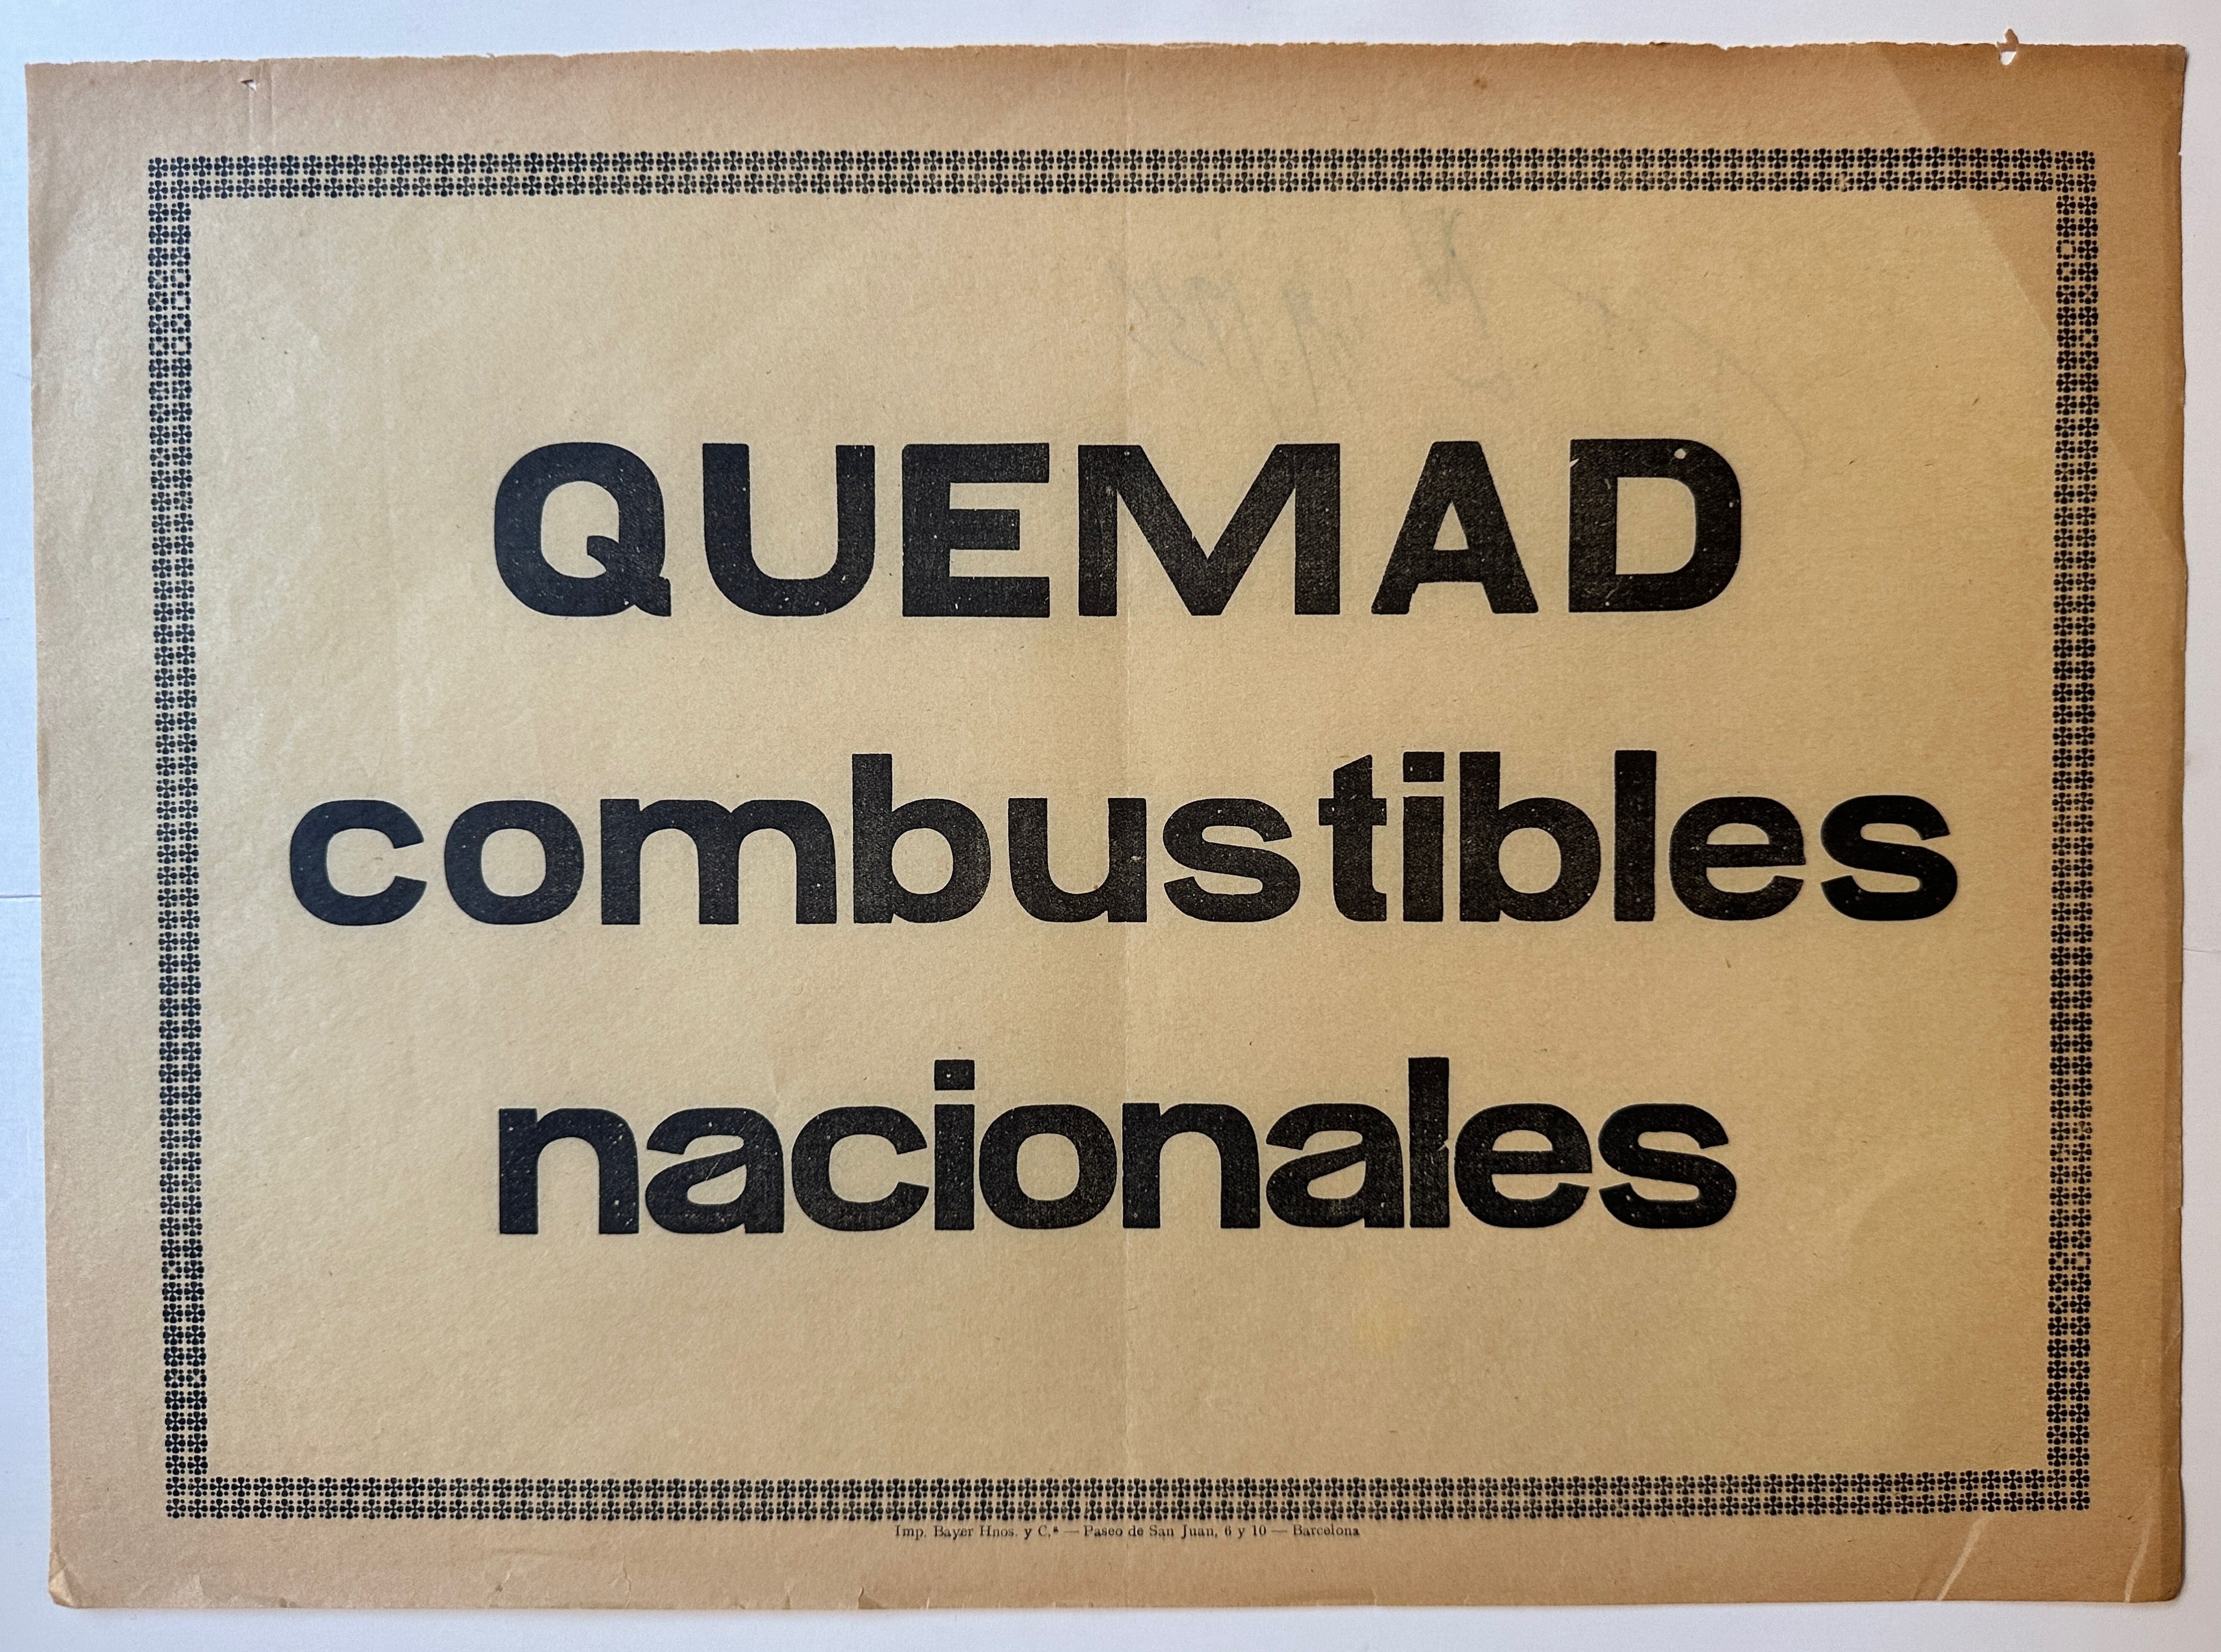 QUEMAD
combustibles
nacionales
Imp. Bayer Hnos. y C.ª — Paseo de San Juan, 6 y 10 — Barcelona